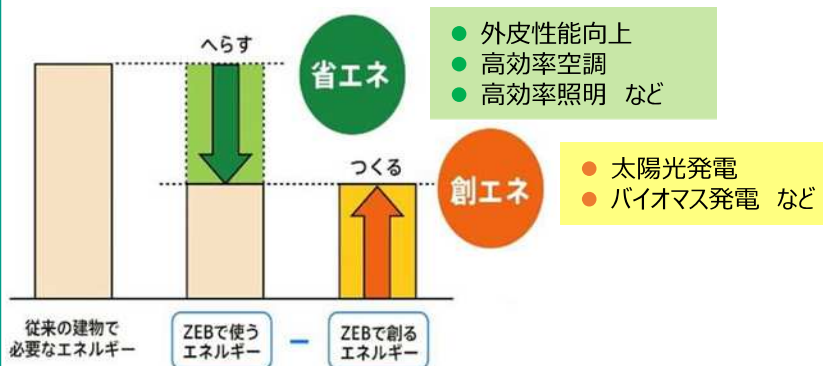 へらす
省エネ
● 外皮性能向上
● 高効率空調
● 高効率照明　など
つくる
創エネ
● 太陽光発電
● バイオマス発電　など
従来の建物で
必要なエネルギー
ZEBで使う
エネルギー
−
ZEBで創る
エネルギー